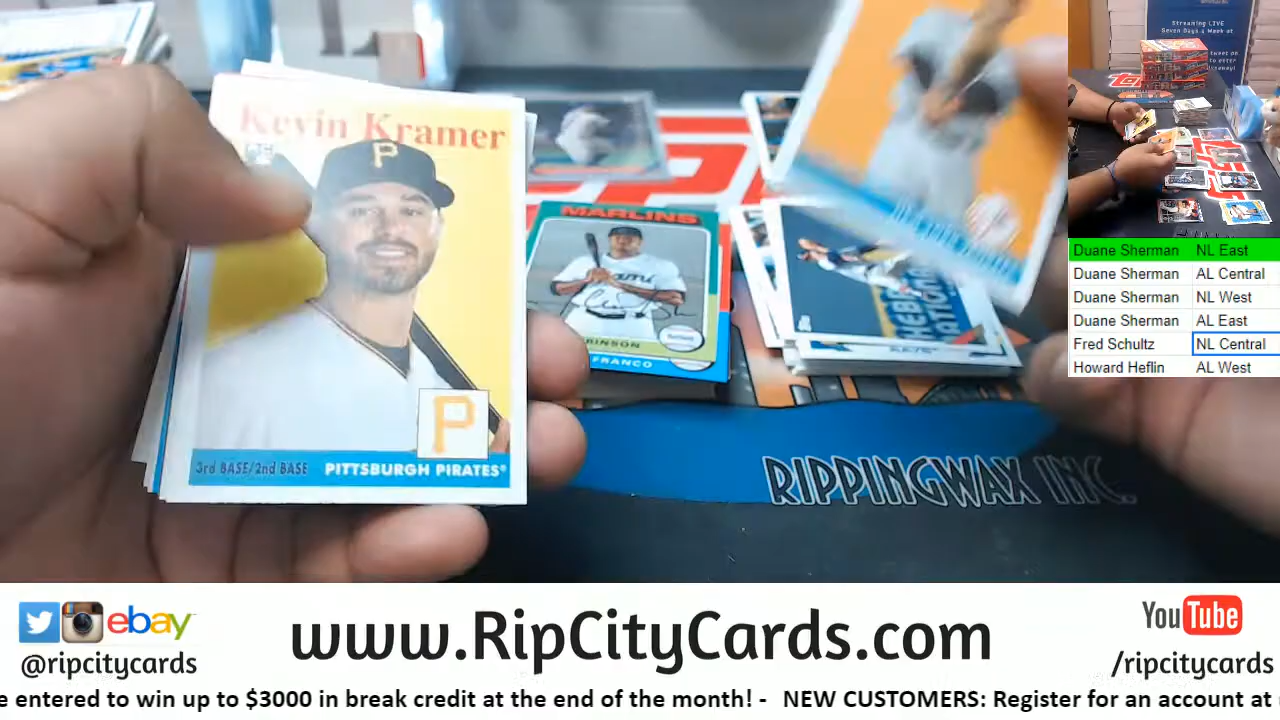 Kevin Kramer
P
P
3rd BASE/2nd BASE PITTSBURGH PIRATES®
MARLINS
FRANCO
RIPPINGWAX INC.
Streaming LIVE
Duane Sherman NL East
Duane Sherman AL Central
Duane Sherman NL West
Duane Sherman AL East
Fred Schultz NL Central
Howard Heflin AL West
ebay
@ripcitycards
www.RipCityCards.com
YouTube
/ripcitycards
e entered to win up to $3000 in break credit at the end of the month! - NEW CUSTOMERS: Register for an account at